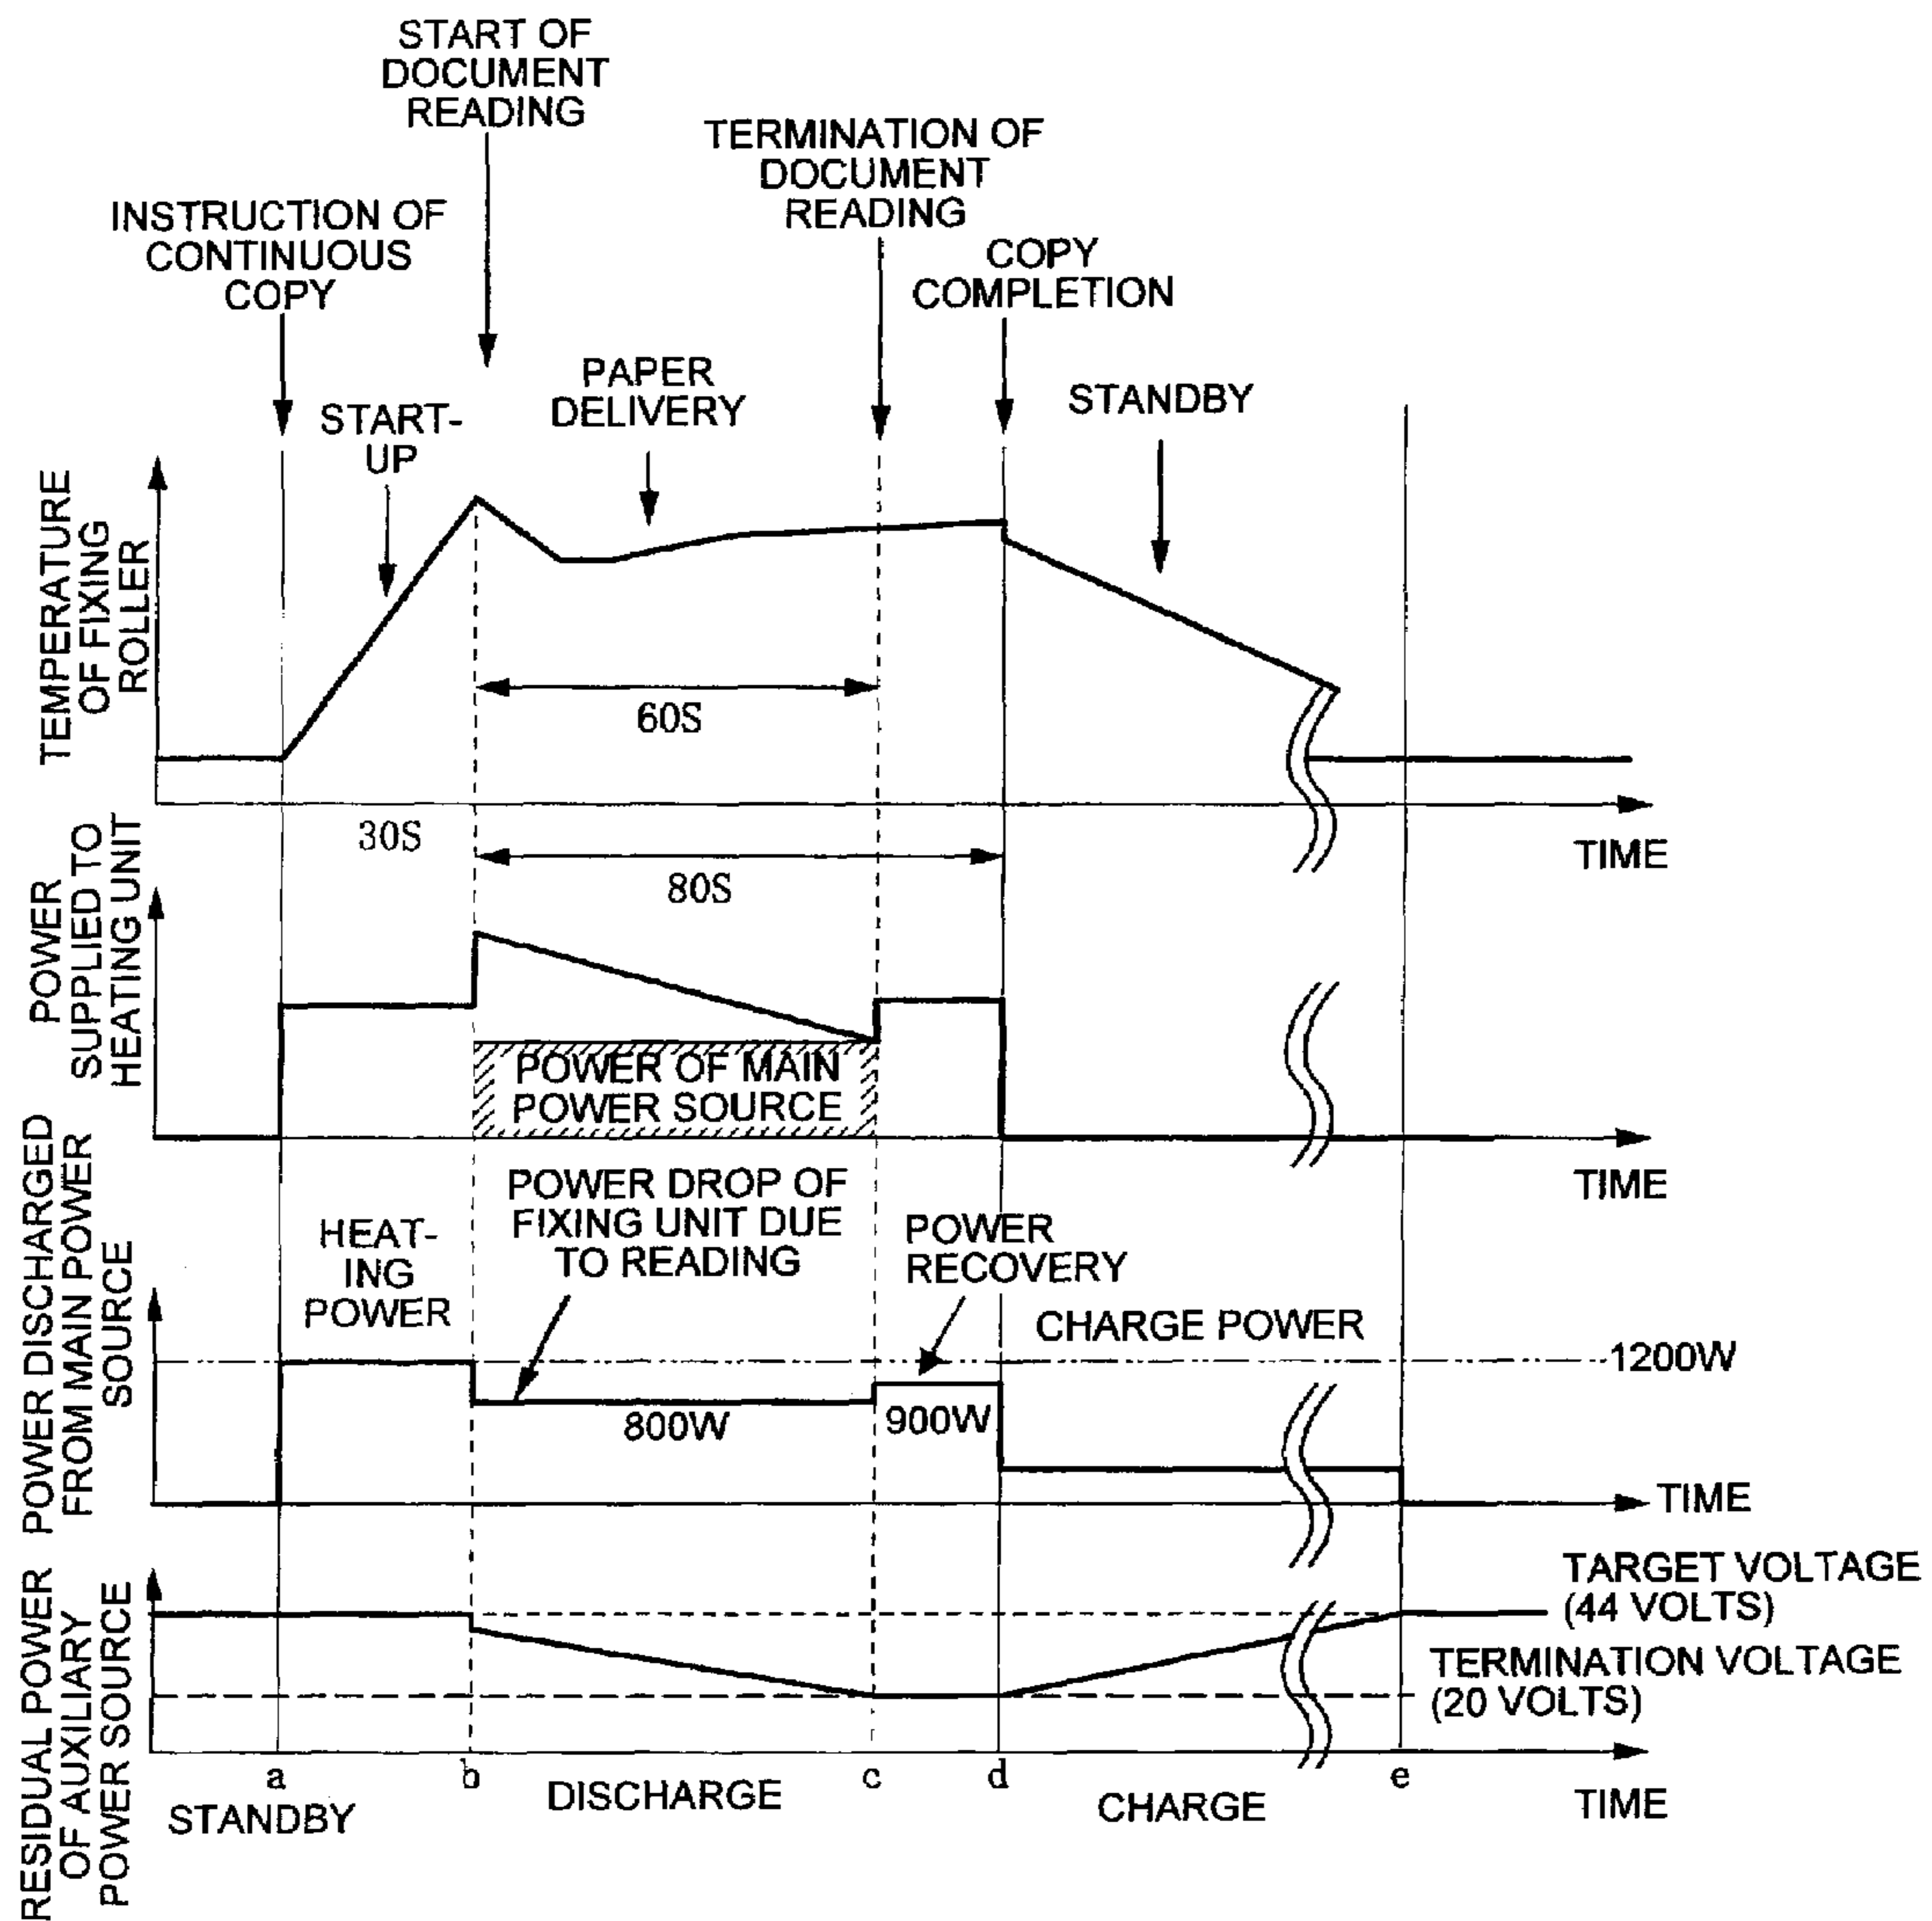 START OF
DOCUMENT
READING
TERMINATION OF
DOCUMENT
READING
INSTRUCTION OF
CONTINUOUS
COPY
COPY
COMPLETION
START-
UP
PAPER
DELIVERY
STANDBY
TEMPERATURE
OF FIXING
ROLLER
60S
30S
80S
TIME
POWER
SUPPLIED TO
HEATING UNIT
POWER OF MAIN
POWER SOURCE
TIME
POWER DISCHARGED
FROM MAIN POWER
SOURCE
HEAT-
ING
POWER
POWER DROP OF
FIXING UNIT DUE
TO READING
POWER
RECOVERY
CHARGE POWER
1200W
800W
900W
TIME
RESIDUAL POWER
OF AUXILIARY
POWER SOURCE
TARGET VOLTAGE
(44 VOLTS)
TERMINATION VOLTAGE
(20 VOLTS)
a
b
c
d
e
STANDBY
DISCHARGE
CHARGE
TIME